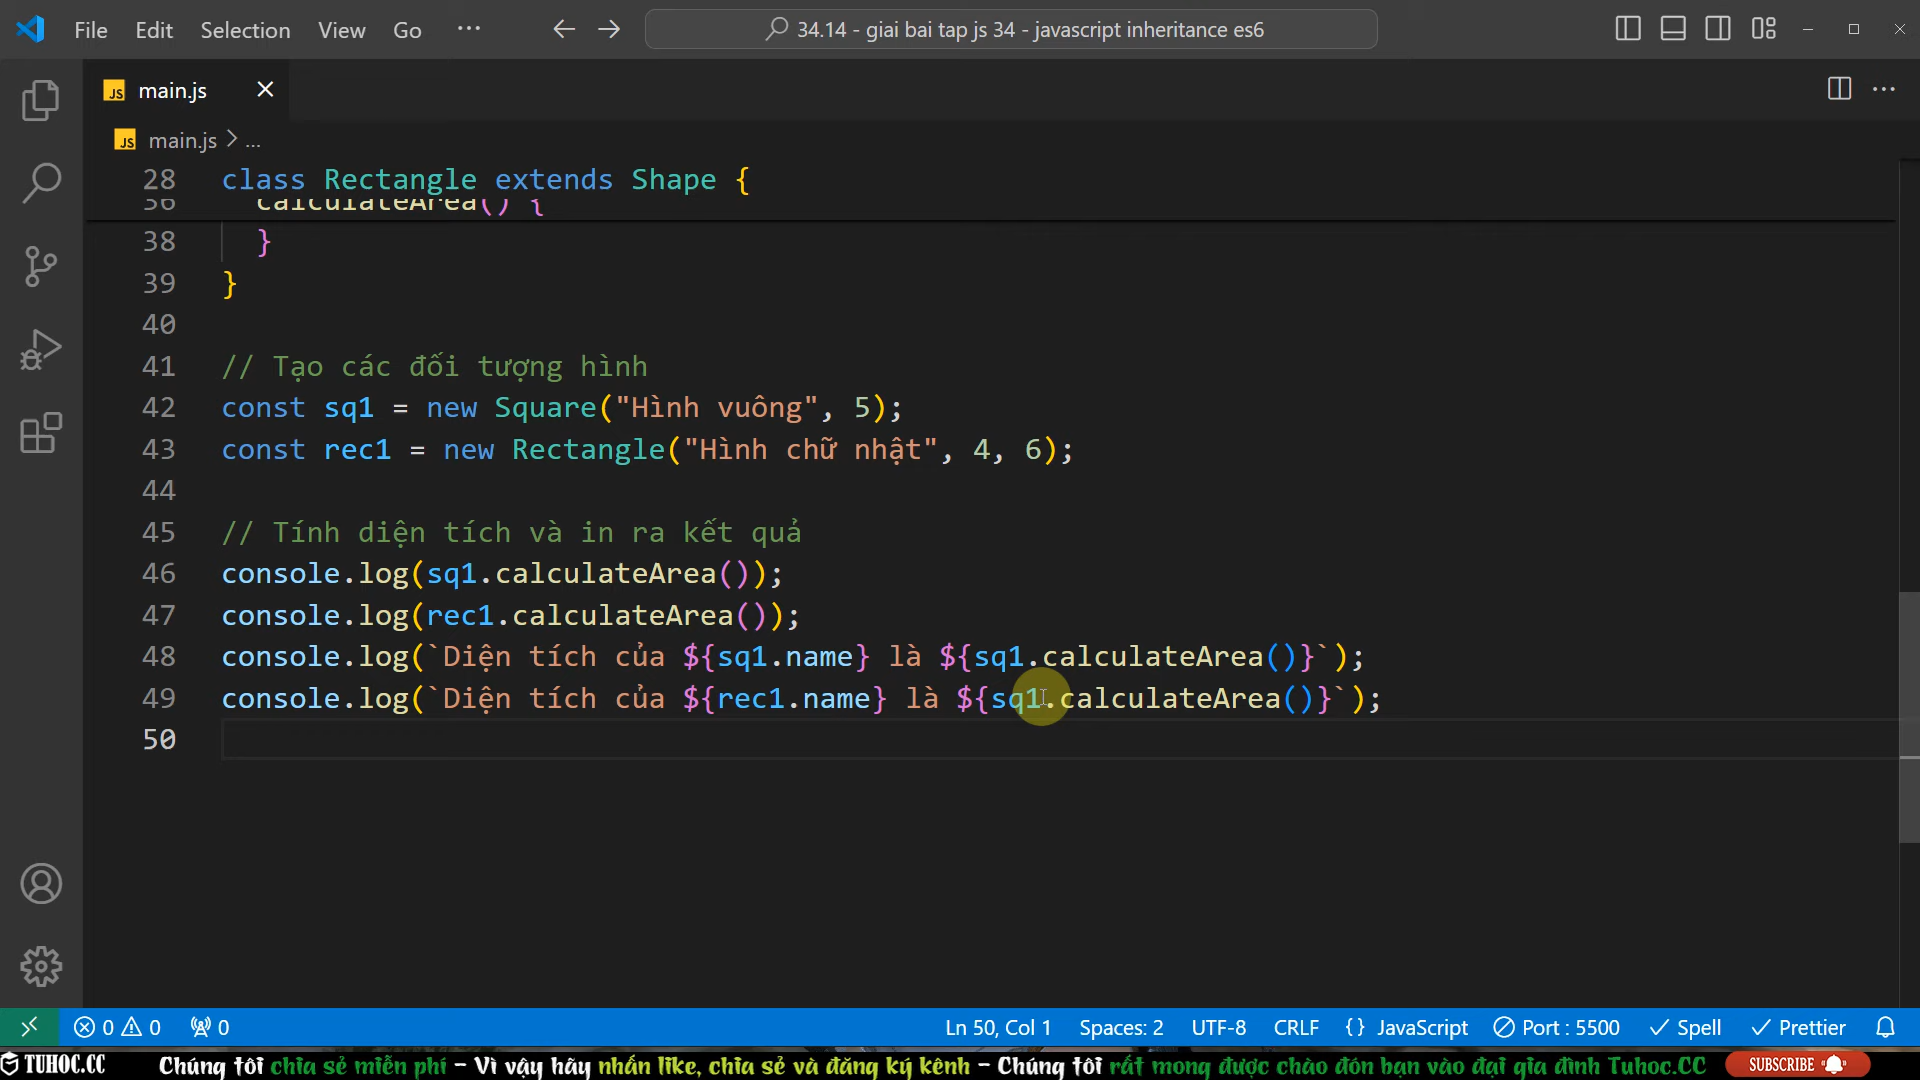 File Edit Selection View Go ... 34.14 - giai bai tap js 34 - javascript inheritance es6
JS main.js
JS main.js > ...
28 class Rectangle extends Shape {
36 calculateArea() {
38 }
39 }
40
41 // Tạo các đối tượng hình
42 const sq1 = new Square("Hình vuông", 5);
43 const rec1 = new Rectangle("Hình chữ nhật", 4, 6);
44
45 // Tính diện tích và in ra kết quả
46 console.log(sq1.calculateArea());
47 console.log(rec1.calculateArea());
48 console.log(`Diện tích của ${sq1.name} là ${sq1.calculateArea()}`);
49 console.log(`Diện tích của ${rec1.name} là ${sq1.calculateArea()}`);
50
0 0 0 Ln 50, Col 1 Spaces: 2 UTF-8 CRLF {} JavaScript Port : 5500 Spell Prettier
TUHOC.CC Chúng tôi chia sẻ miễn phí - Vì vậy hãy nhấn like, chia sẻ và đăng ký kênh - Chúng tôi rất mong được chào đón bạn vào đại gia đình Tuhoc.CC SUBSCRIBE